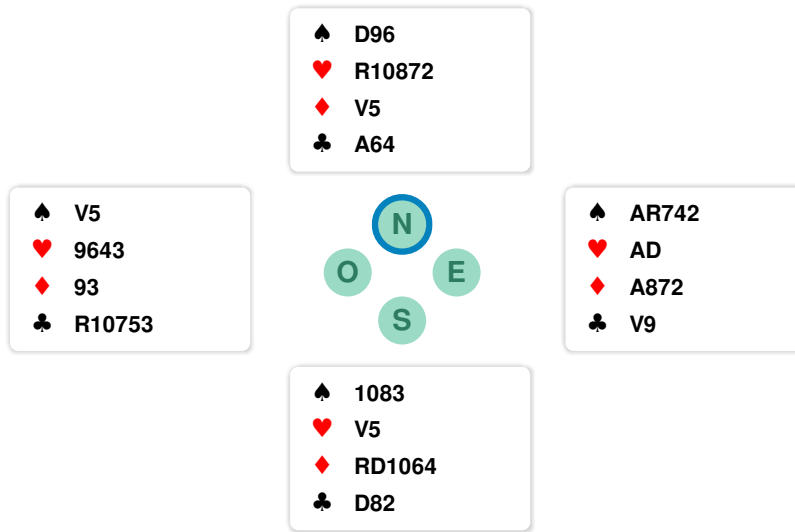 ♠ D96
♥ R10872
♦ V5
♣ A64
♠ V5
♥ 9643
♦ 93
♣ R10753
N
O E
S
♠ AR742
♥ AD
♦ A872
♣ V9
♠ 1083
♥ V5
♦ RD1064
♣ D82